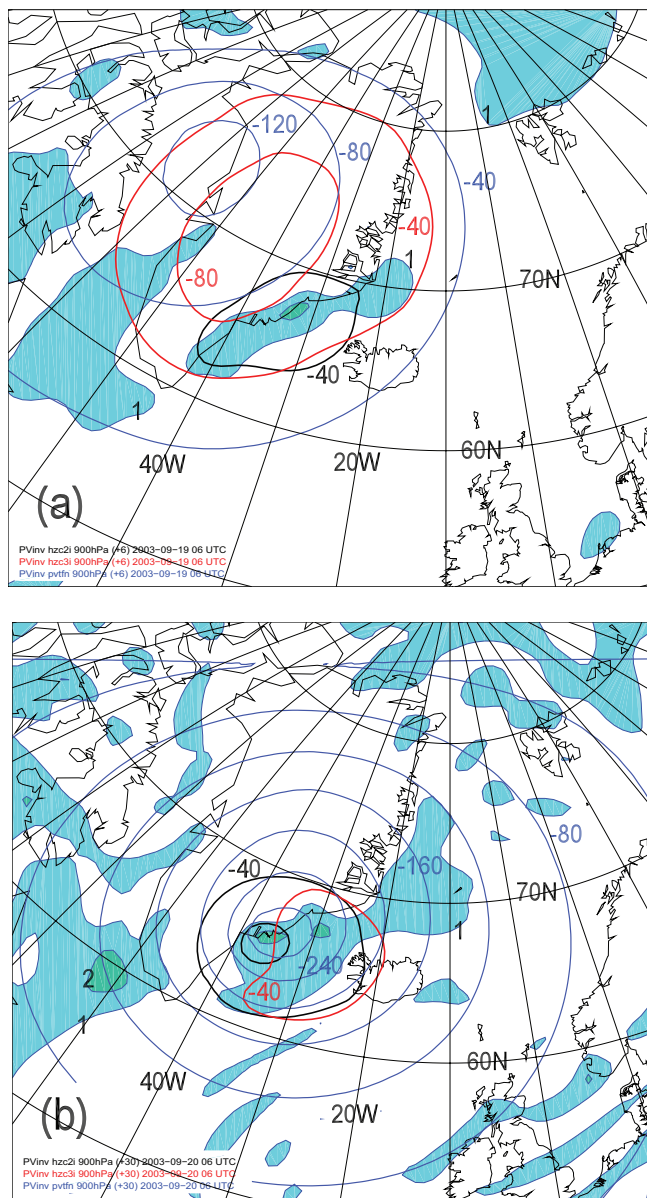 1
-120
-80
-40
-40
1
-80
70N
-40
1
60N
20W
40W
(a)
PVinv hzc2i 900hPa (+6) 2003-09-19 06 UTC
PVinv hzc3i 900hPa (+6) 2003-09-19 06 UTC
PVinv pvtfn 900hPa (+6) 2003-09-19 06 UTC
-80
-40
-160
70N
1
-240
2
-40
1
60N
40W
20W
(b)
PVinv hzc2i 900hPa (+30) 2003-09-20 06 UTC
PVinv hzc3i 900hPa (+30) 2003-09-20 06 UTC
PVinv pvtfn 900hPa (+30) 2003-09-20 06 UTC